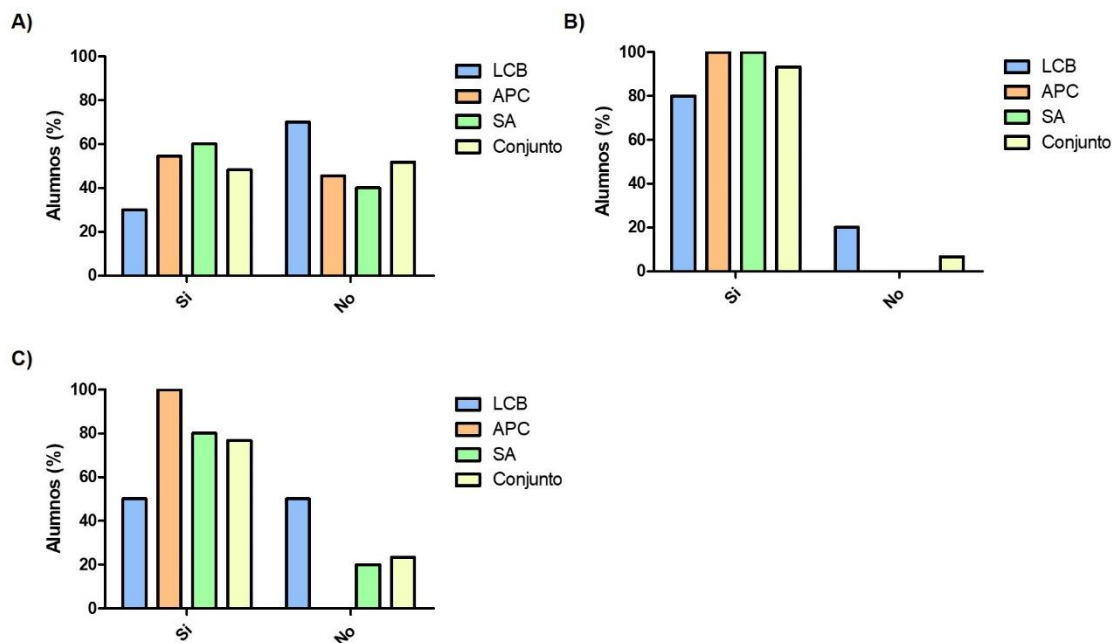 A)
Alumnos (%)
100
80
60
40
20
0
Si
No
LCB
APC
SA
Conjunto
B)
Alumnos (%)
100
80
60
40
20
0
Si
No
LCB
APC
SA
Conjunto
C)
Alumnos (%)
100
80
60
40
20
0
Si
No
LCB
APC
SA
Conjunto